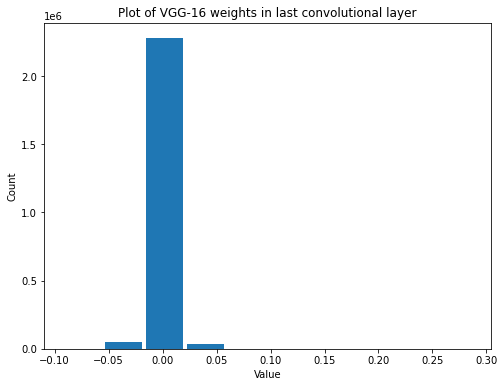 Plot of VGG-16 weights in last convolutional layer
1e6
2.0
1.5
1.0
0.5
0.0
Count
−0.10 −0.05 0.00 0.05 0.10 0.15 0.20 0.25 0.30
Value